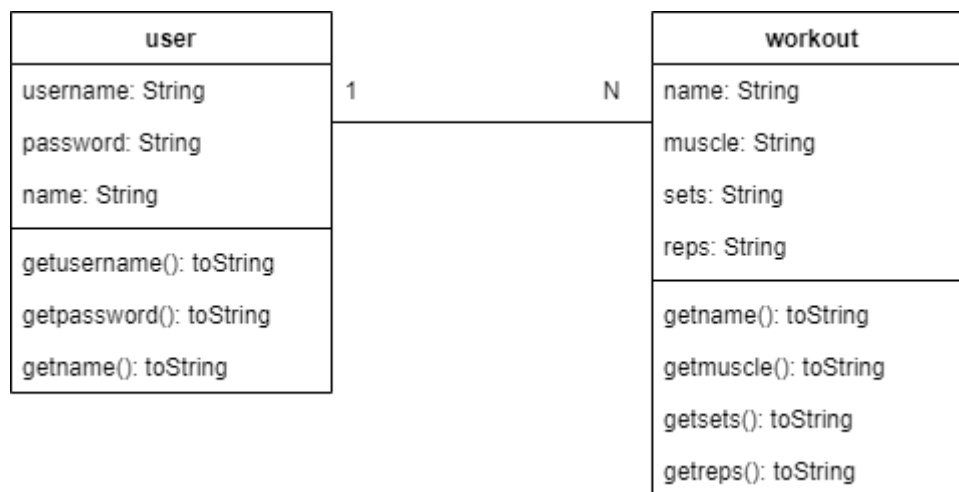 user
username: String
password: String
name: String
getusername(): toString
getpassword(): toString
getname(): toString
1
N
workout
name: String
muscle: String
sets: String
reps: String
getname(): toString
getmuscle(): toString
getsets(): toString
getreps(): toString